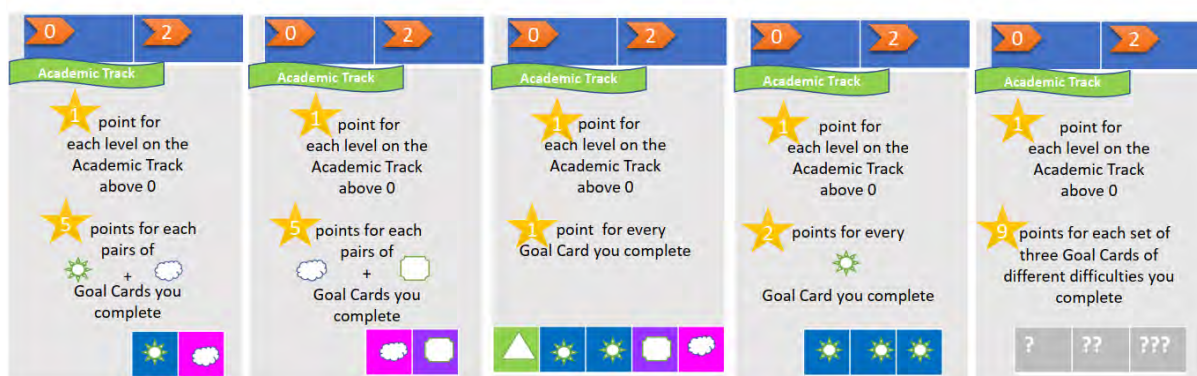 0 2
Academic Track
1 point for
each level on the
Academic Track
above 0
5 points for each
pairs of
+
Goal Cards you
complete
0 2
Academic Track
1 point for
each level on the
Academic Track
above 0
5 points for each
pairs of
+
Goal Cards you
complete
0 2
Academic Track
1 point for
each level on the
Academic Track
above 0
1 point for every
Goal Card you complete
0 2
Academic Track
1 point for
each level on the
Academic Track
above 0
2 points for every
Goal Card you complete
0 2
Academic Track
1 point for
each level on the
Academic Track
above 0
9 points for each set of
three Goal Cards of
different difficulties you
complete
? ?? ???